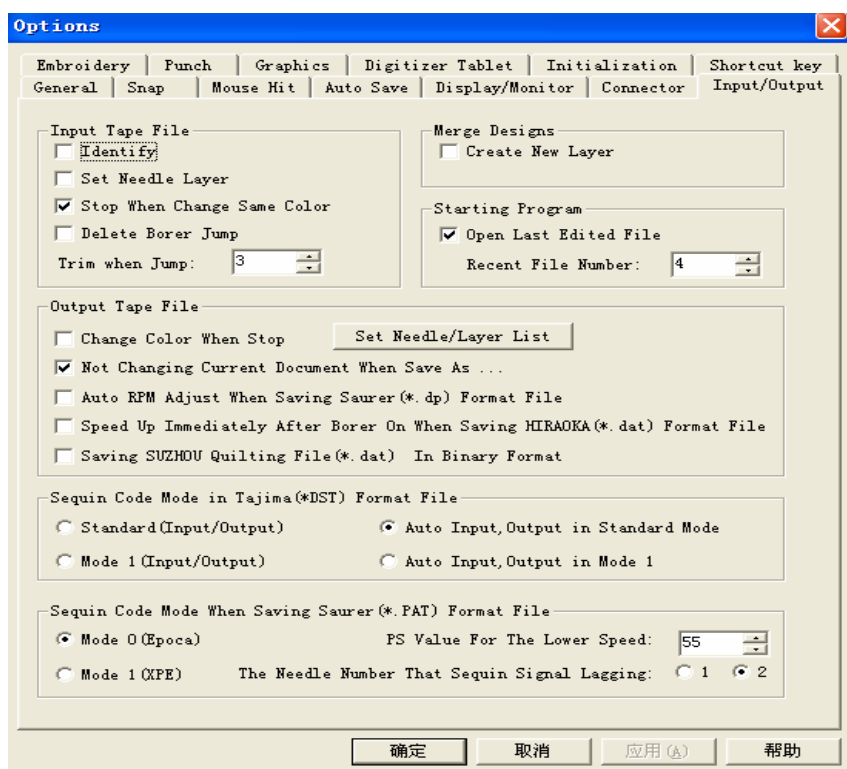 Options
Embroidery Punch Graphics Digitizer Tablet Initialization Shortcut key
General Snap Mouse Hit Auto Save Display/Monitor Connector Input/Output
Input Tape File
Identify
Set Needle Layer
Stop When Change Same Color
Delete Borer Jump
Trim when Jump: 3
Merge Designs
Create New Layer
Starting Program
Open Last Edited File
Recent File Number: 4
Output Tape File
Change Color When Stop Set Needle/Layer List
Not Changing Current Document When Save As ...
Auto RPM Adjust When Saving Saurer(*.dp) Format File
Speed Up Immediately After Borer On When Saving HIRAOKA(*.dat) Format File
Saving SUZHOU Quilting File(*.dat) In Binary Format
Sequin Code Mode in Tajima(*DST) Format File
Standard(Input/Output) Auto Input,Output in Standard Mode
Mode 1(Input/Output) Auto Input,Output in Mode 1
Sequin Code Mode When Saving Saurer(*.PAT) Format File
Mode 0(Epoca) PS Value For The Lower Speed: 55
Mode 1(XPE) The Needle Number That Sequin Signal Lagging: 1 2
确定 取消 应用(A) 帮助